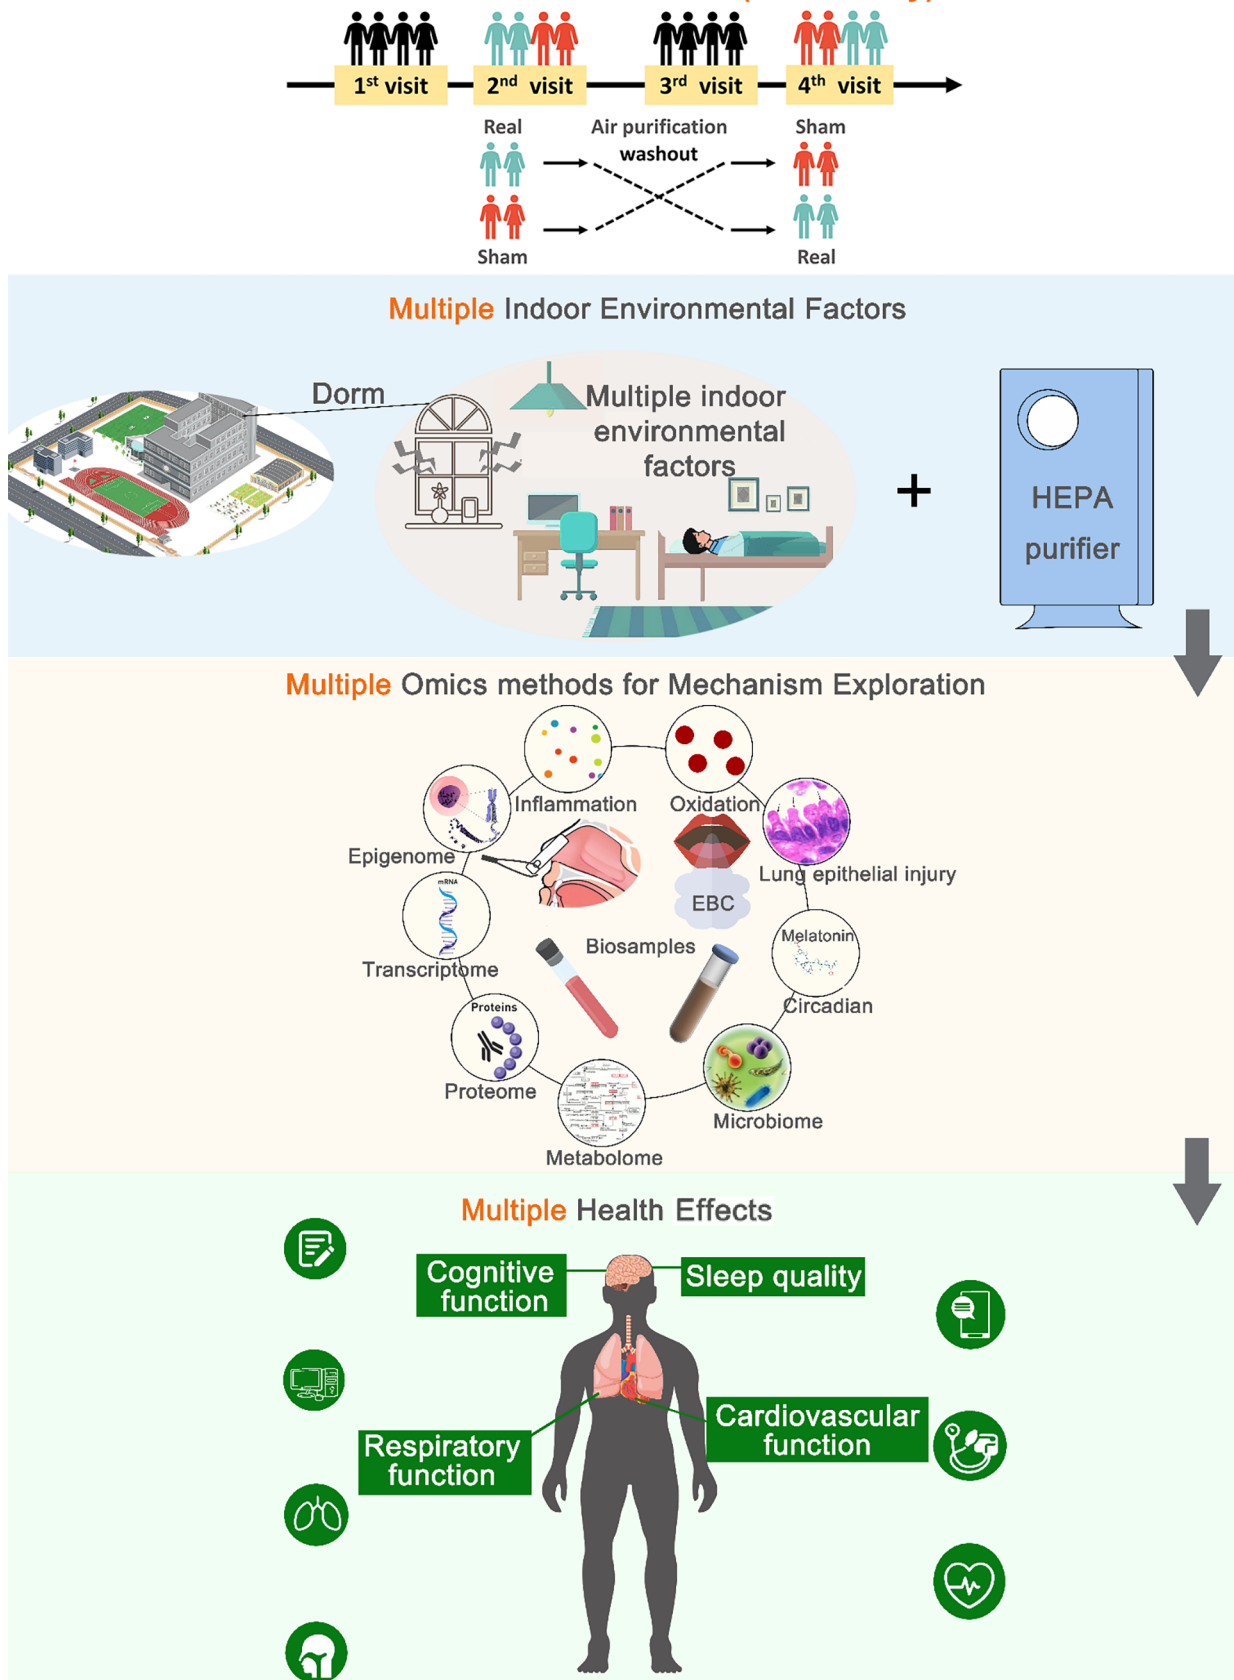 1st visit
2nd visit
3rd visit
4th visit
Real
Air purification
washout
Sham
Sham
Real
Multiple Indoor Environmental Factors
Dorm
Multiple indoor
environmental
factors
+
HEPA
purifier
Multiple Omics methods for Mechanism Exploration
Inflammation
Oxidation
Epigenome
Lung epithelial injury
EBC
mRNA
Transcriptome
Biosamples
Melatonin
Circadian
Proteins
Proteome
Microbiome
Metabolome
Multiple Health Effects
Cognitive
function
Sleep quality
Cardiovascular
function
Respiratory
function